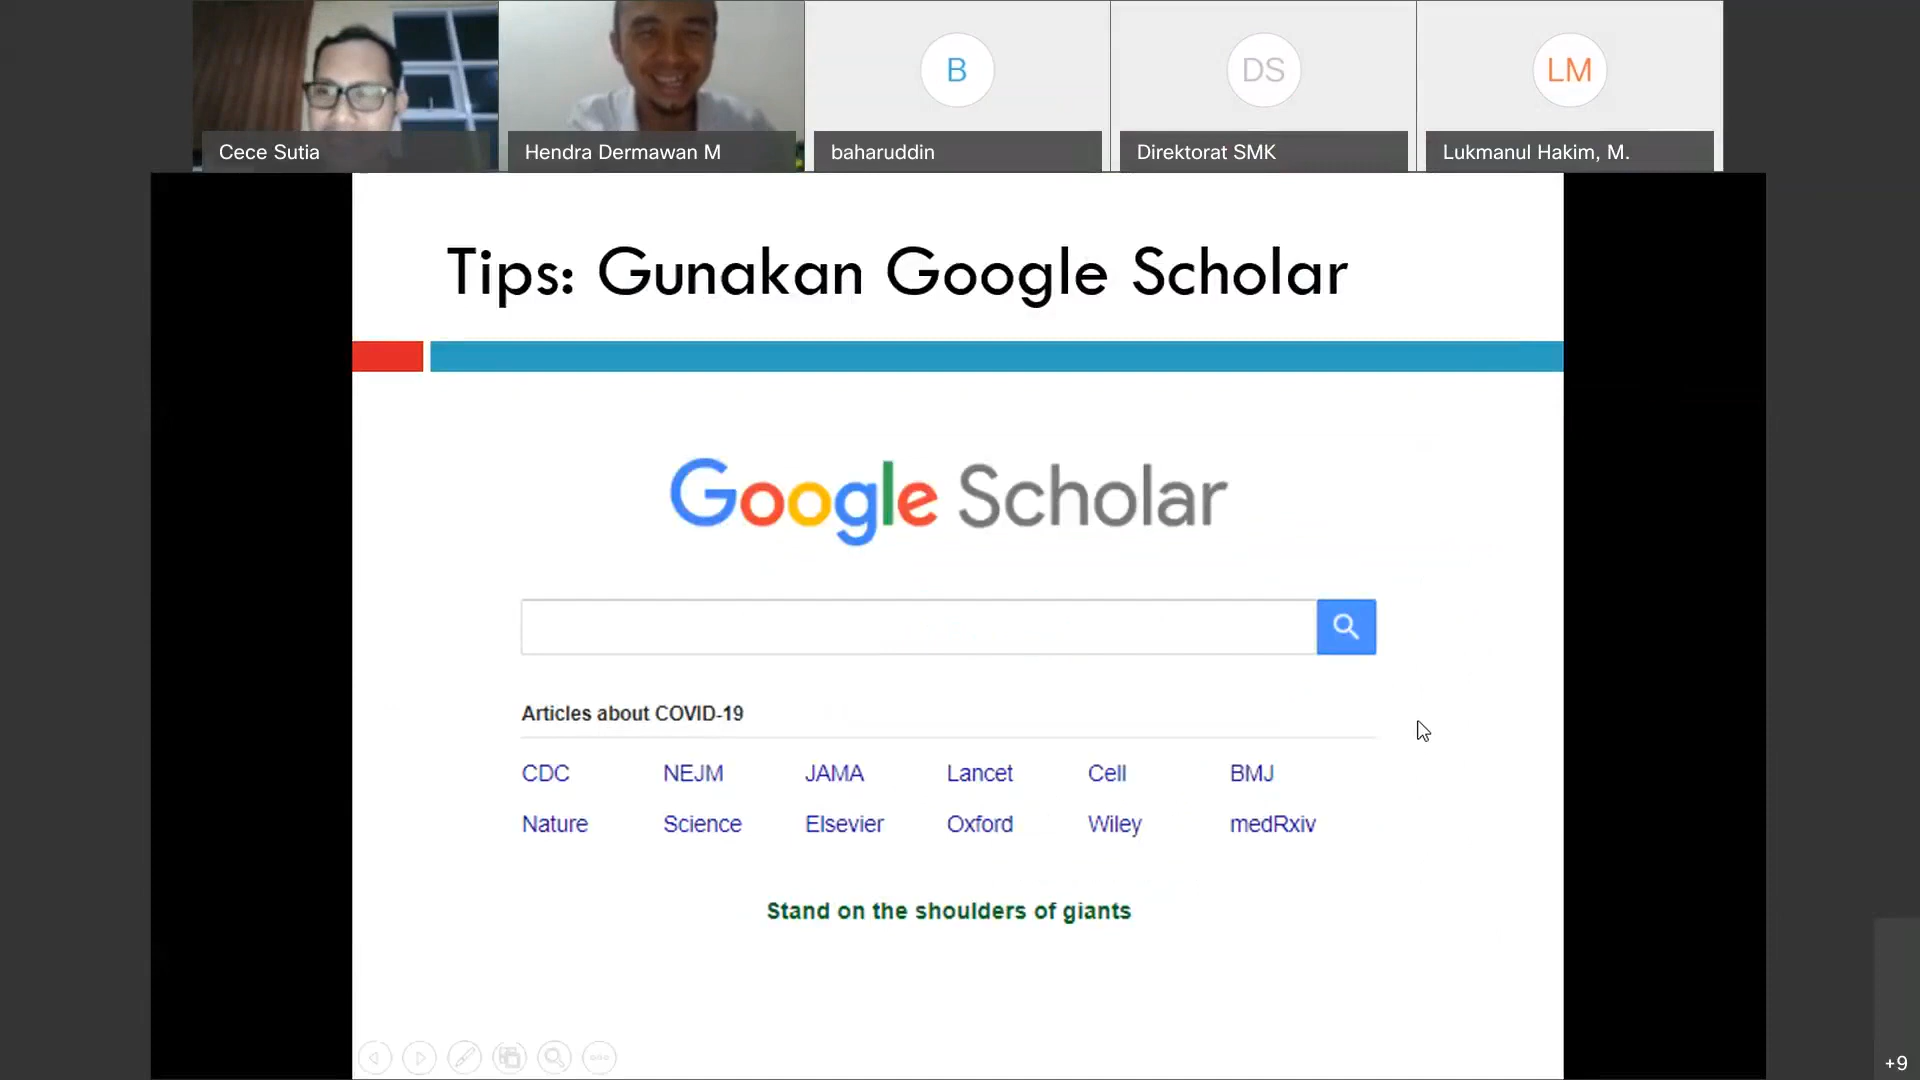 B
DS
LM
Cece Sutia
Hendra Dermawan M
baharuddin
Direktorat SMK
Lukmanul Hakim, M.
Tips: Gunakan Google Scholar
Google Scholar
Articles about COVID-19
CDC NEJM JAMA Lancet Cell BMJ
Nature Science Elsevier Oxford Wiley medRxiv
Stand on the shoulders of giants
+9